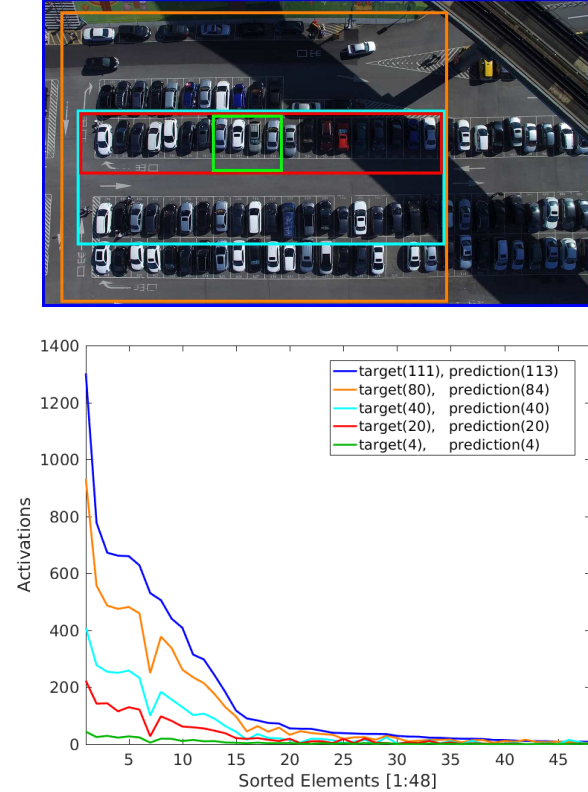 1400
1200
1000
800
600
400
200
0
Activations
target(111), prediction(113)
target(80), prediction(84)
target(40), prediction(40)
target(20), prediction(20)
target(4), prediction(4)
5 10 15 20 25 30 35 40 45
Sorted Elements [1:48]